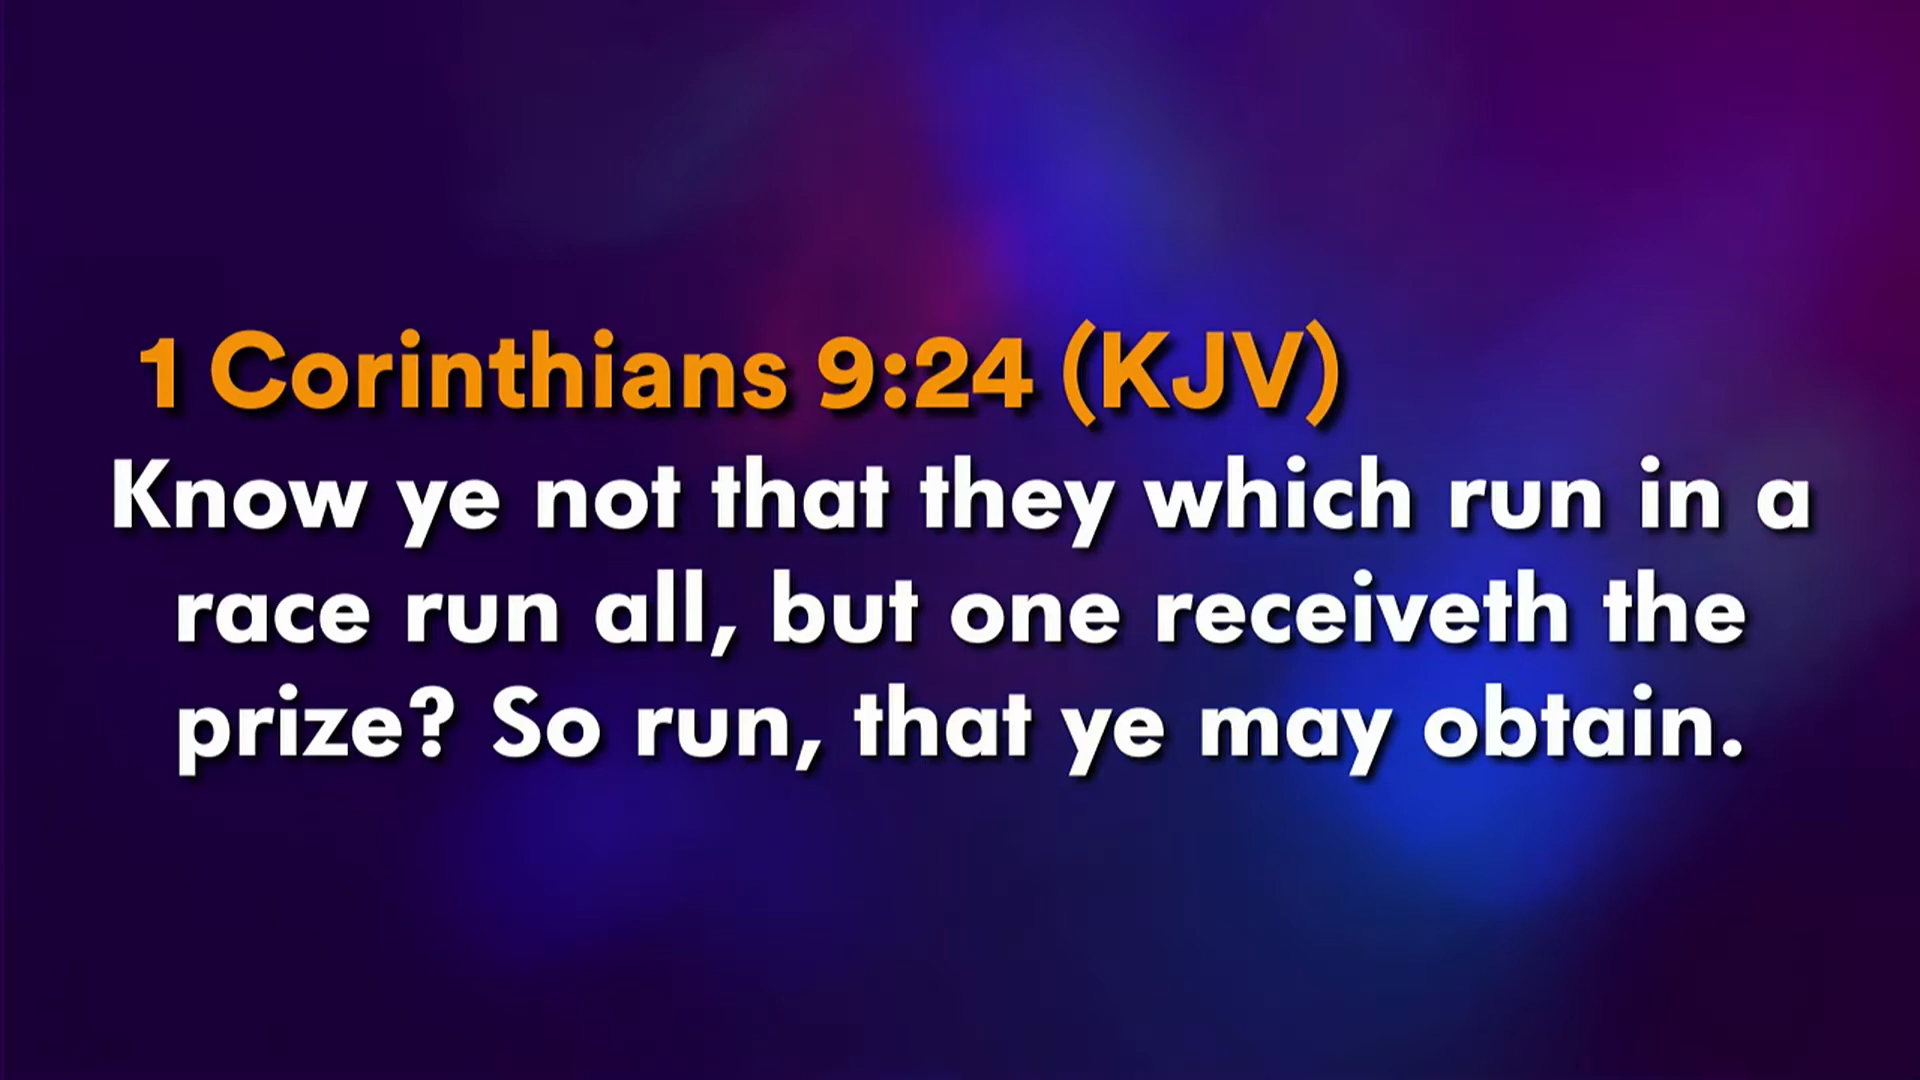 1 Corinthians 9:24 (KJV)
Know ye not that they which run in a
race run all, but one receiveth the
prize? So run, that ye may obtain.